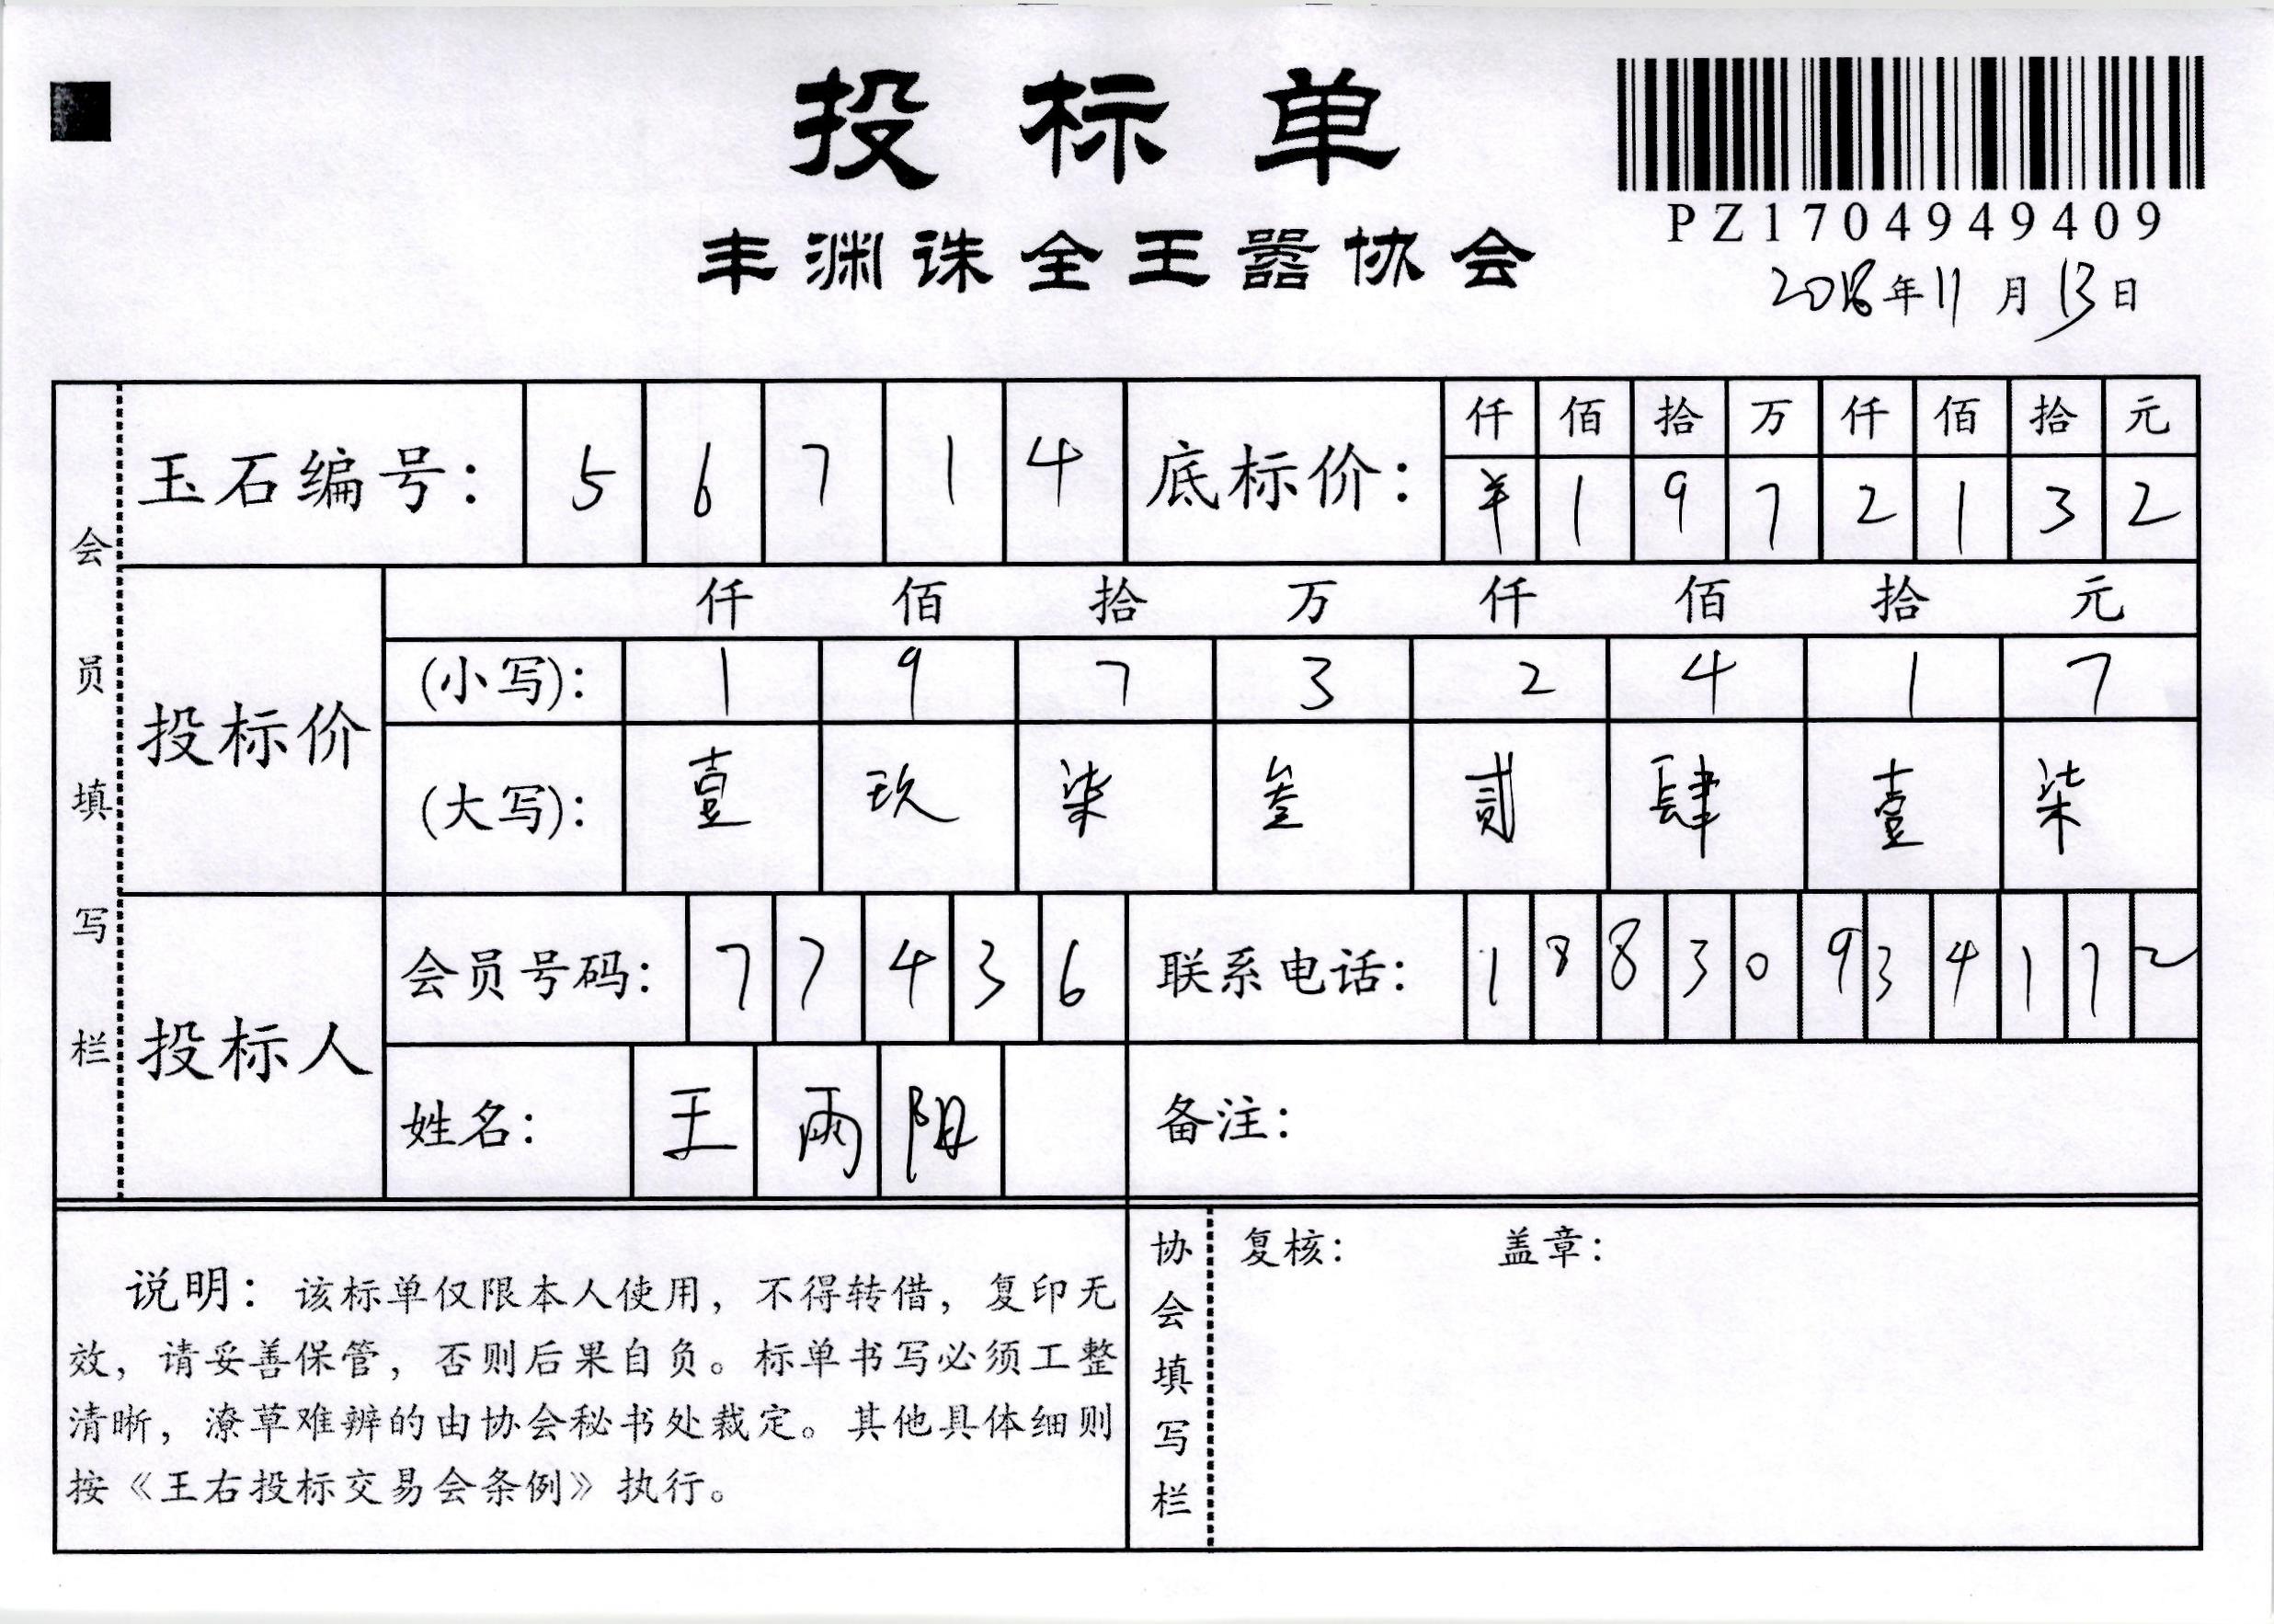 投标单
PZ1704949409
丰渊诛全王嚣协会
2018年11月13日
会员填写栏
玉石编号: 5 6 7 1 4 底标价: 仟 佰 拾 万 仟 佰 拾 元
¥ 1 9 7 2 1 3 2
投标价 仟 佰 拾 万 仟 佰 拾 元
(小写): 1 9 7 3 2 4 1 7
(大写): 壹 玖 柒 叁 贰 肆 壹 柒
投标人 会员号码: 7 7 4 3 6 联系电话: 1 8 8 3 0 9 3 4 1 7 2
姓名: 王 雨 阳 备注:
说明: 该标单仅限本人使用, 不得转借, 复印无
效, 请妥善保管, 否则后果自负。标单书写必须工整
清晰, 潦草难辨的由协会秘书处裁定。其他具体细则
按《王右投标交易会条例》执行。
协会填写栏
复核: 盖章: